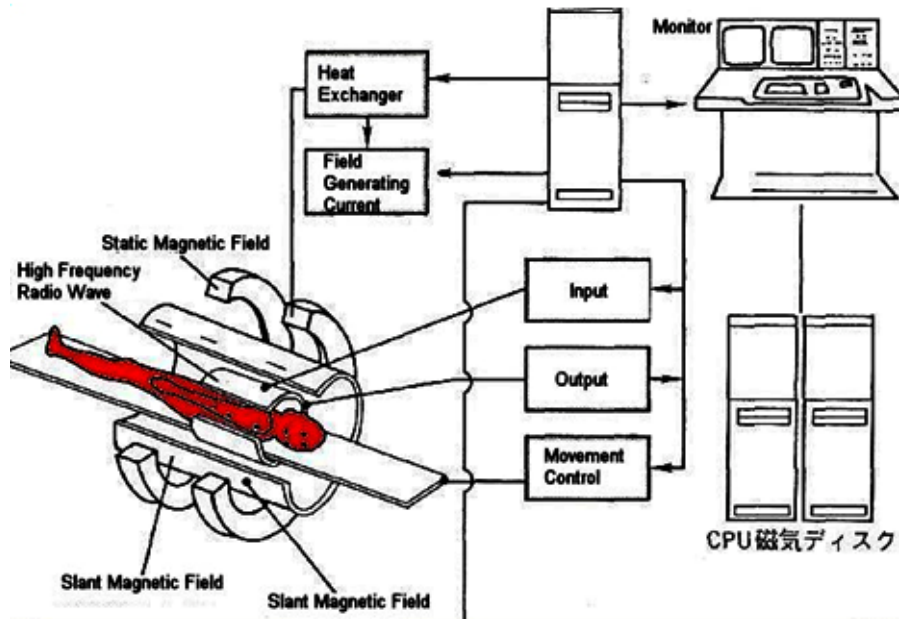 Monitor
Heat
Exchanger
Field
Generating
Current
Static Magnetic Field
High Frequency
Radio Wave
Input
Output
Movement
Control
CPU磁気ディスク
Slant Magnetic Field
Slant Magnetic Field